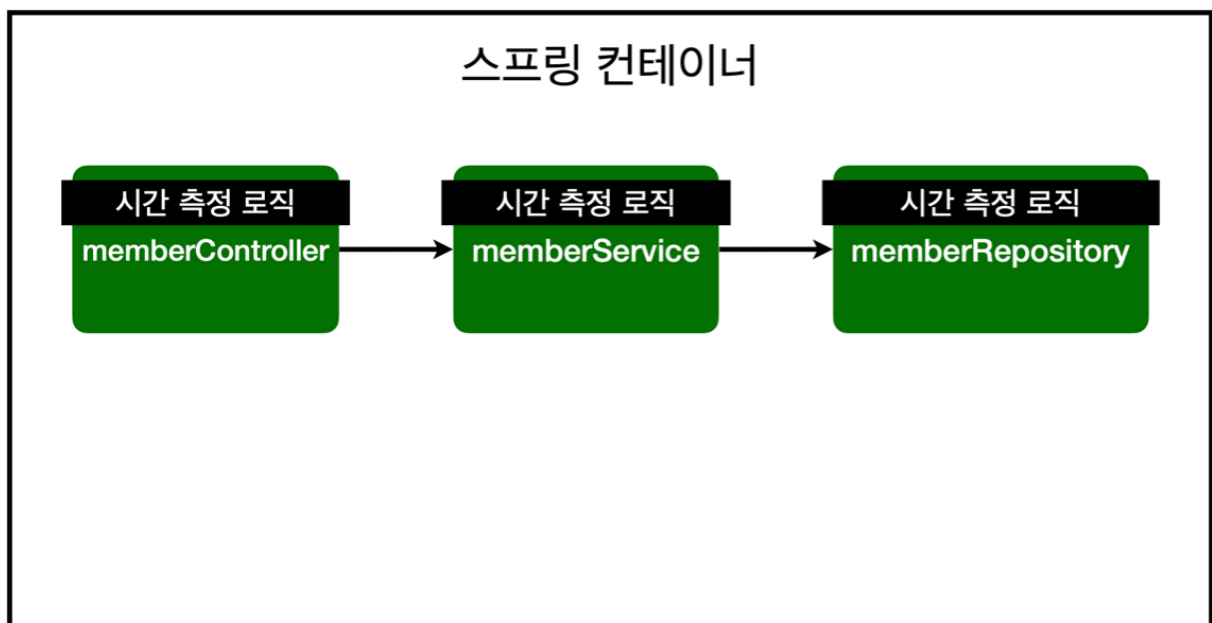 스프링 컨테이너
시간 측정 로직
memberController
시간 측정 로직
memberService
시간 측정 로직
memberRepository